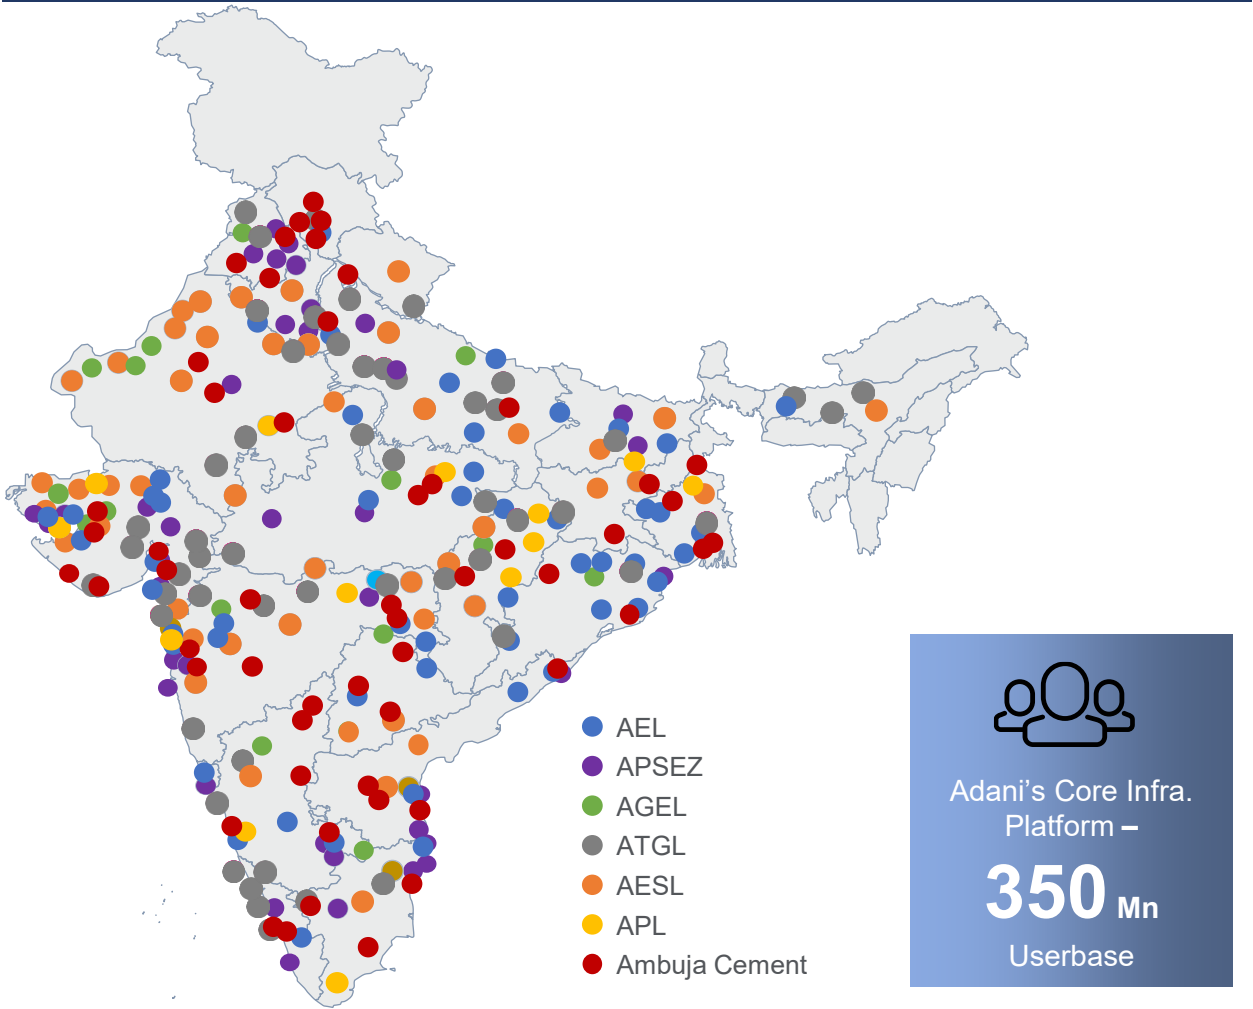 AEL
APSEZ
AGEL
ATGL
AESL
APL
Ambuja Cement
Adani’s Core Infra.
Platform –
350 Mn
Userbase